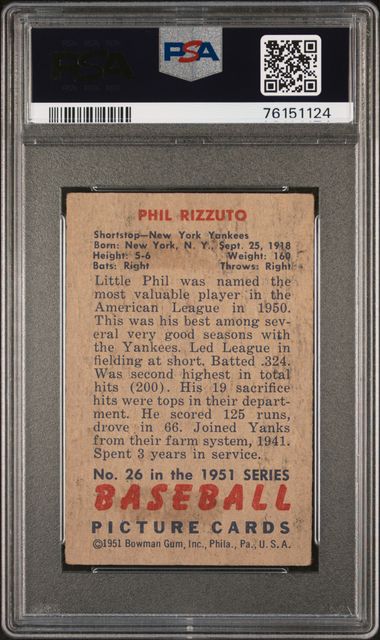 PSA
PSA
76151124
PHIL RIZZUTO
Shortstop—New York Yankees
Born: New York, N. Y., Sept. 25, 1918
Height: 5-6 Weight: 160
Bats: Right Throws: Right
Little Phil was named the
most valuable player in the
American League in 1950.
This was his best among sev-
eral very good seasons with
the Yankees. Led League in
fielding at short. Batted .324.
Was second highest in total
hits (200). His 19 sacrifice
hits were tops in their depart-
ment. He scored 125 runs,
drove in 66. Joined Yanks
from their farm system, 1941.
Spent 3 years in service.
No. 26 in the 1951 SERIES
BASEBALL
PICTURE CARDS
©1951 Bowman Gum, Inc., Phila., Pa., U. S. A.